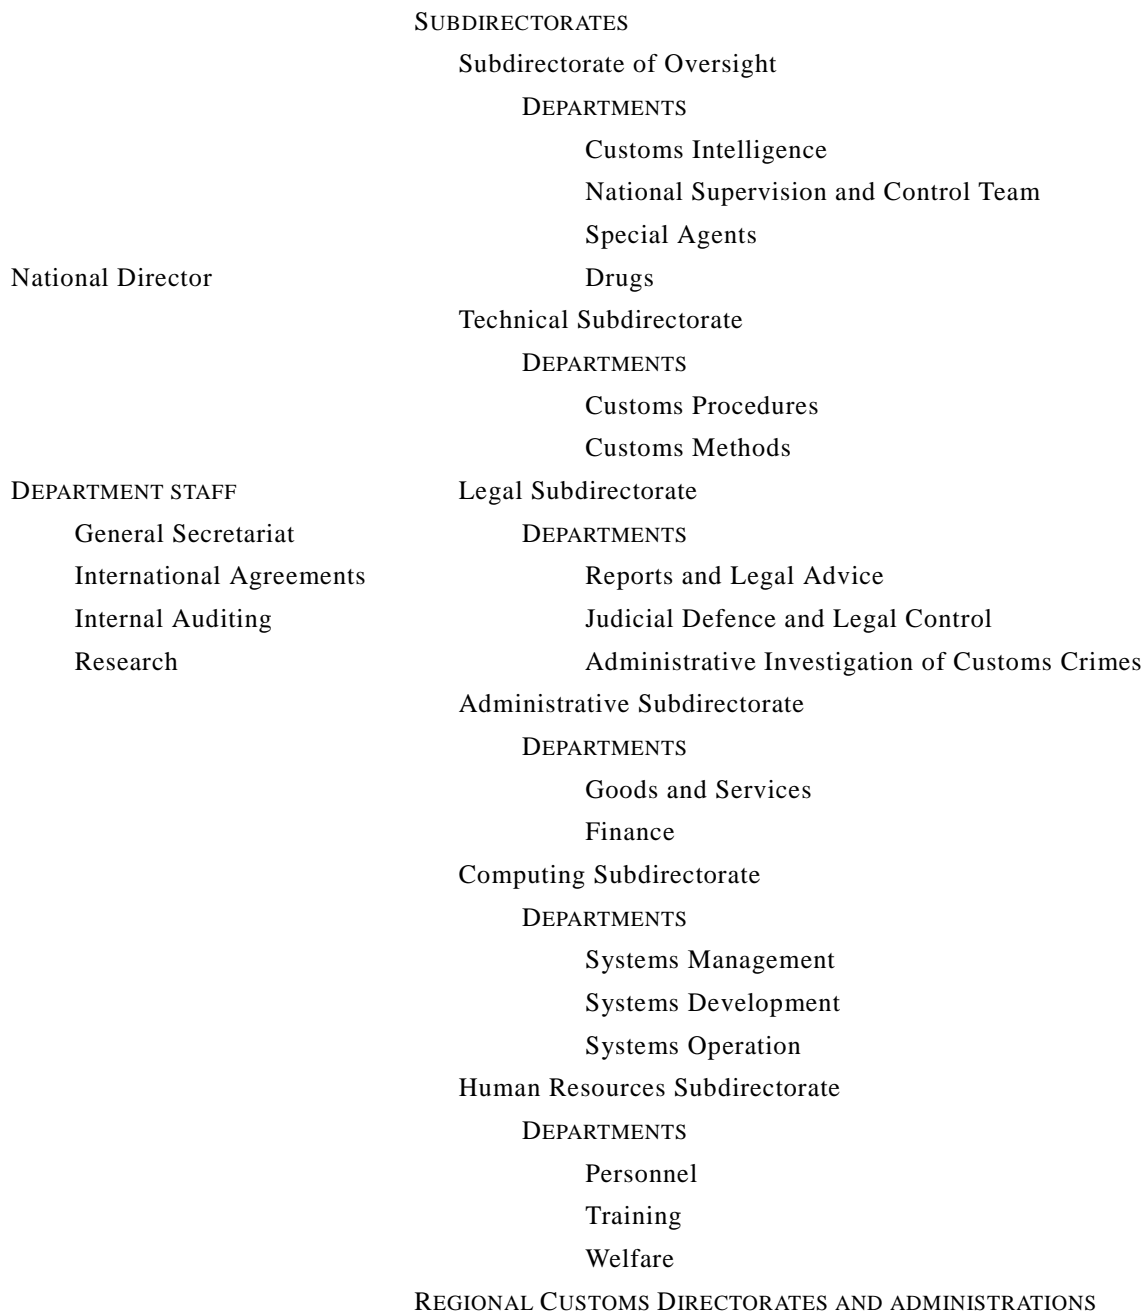 SUBDIRECTORATES
Subdirectorate of Oversight
DEPARTMENTS
Customs Intelligence
National Supervision and Control Team
Special Agents
National Director
Drugs
Technical Subdirectorate
DEPARTMENTS
Customs Procedures
Customs Methods
DEPARTMENT STAFF
General Secretariat
International Agreements
Internal Auditing
Research
Legal Subdirectorate
DEPARTMENTS
Reports and Legal Advice
Judicial Defence and Legal Control
Administrative Investigation of Customs Crimes
Administrative Subdirectorate
DEPARTMENTS
Goods and Services
Finance
Computing Subdirectorate
DEPARTMENTS
Systems Management
Systems Development
Systems Operation
Human Resources Subdirectorate
DEPARTMENTS
Personnel
Training
Welfare
REGIONAL CUSTOMS DIRECTORATES AND ADMINISTRATIONS